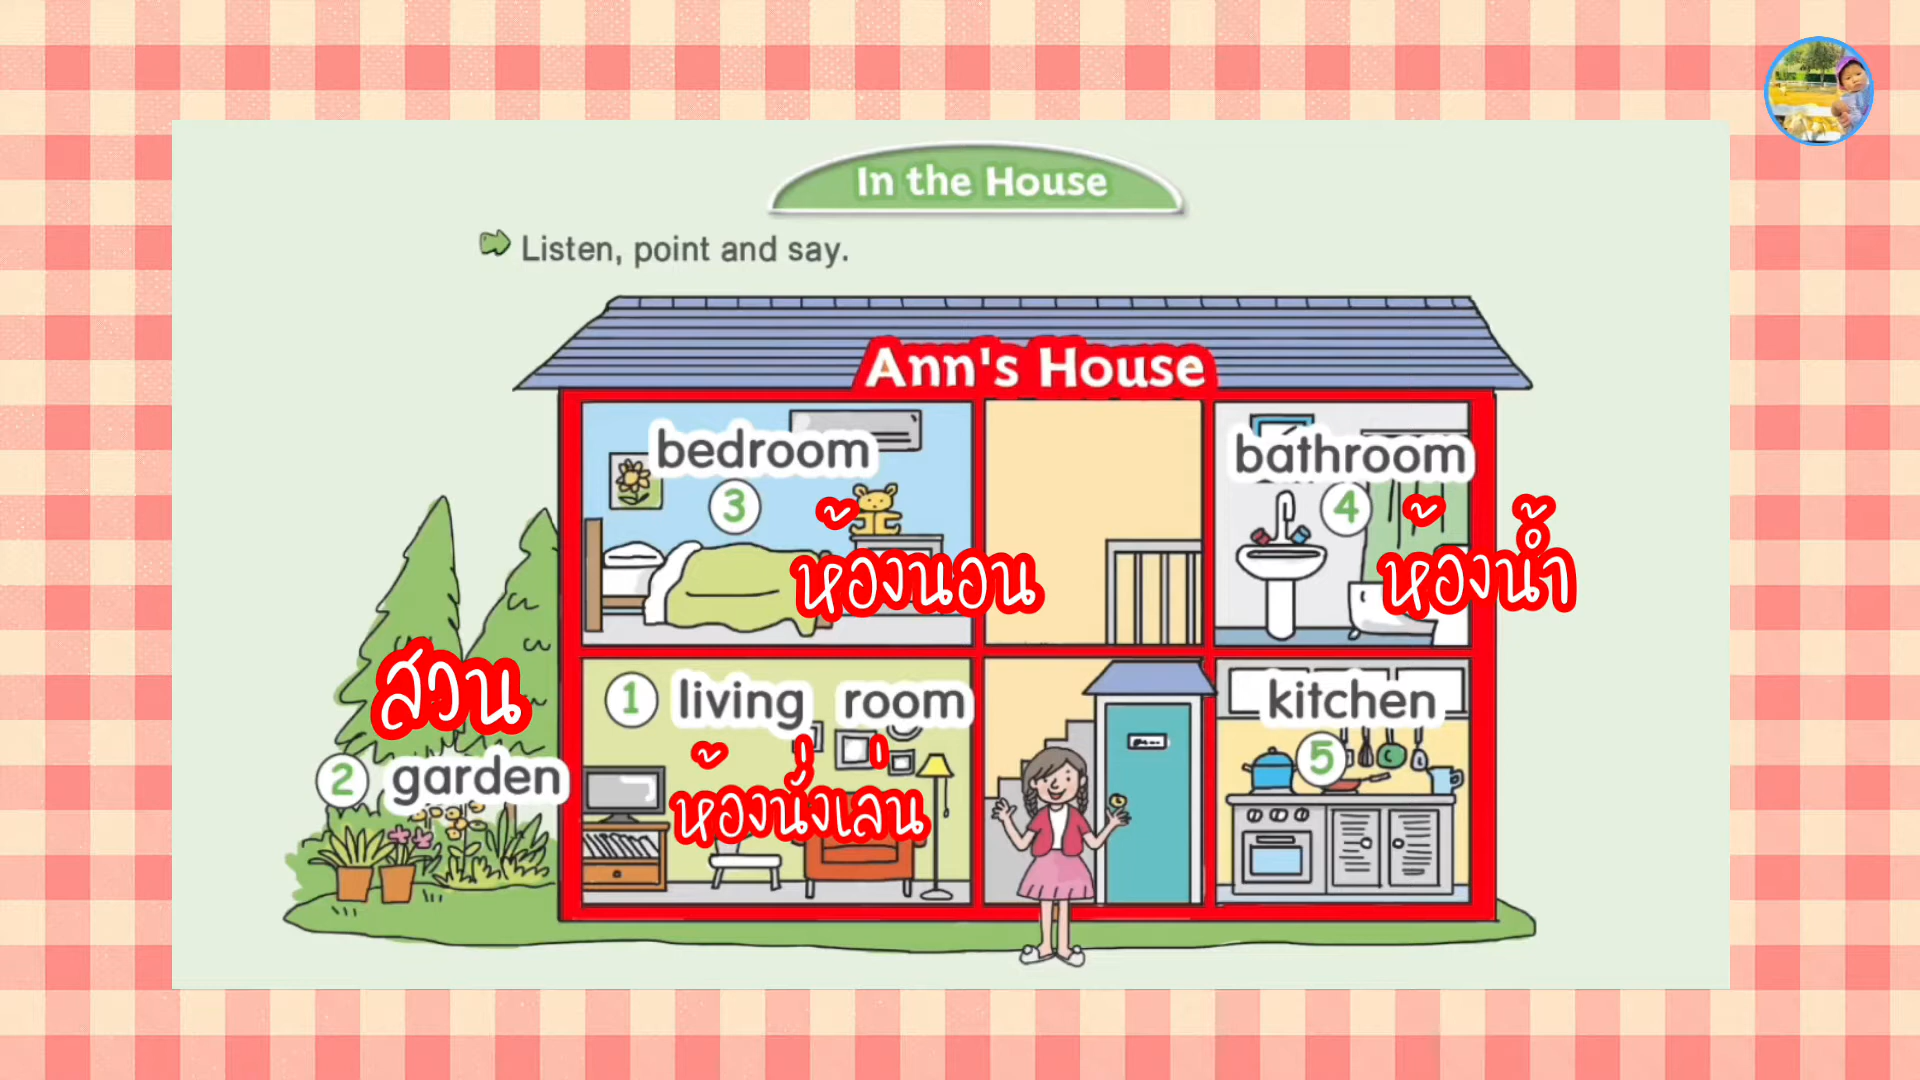 In the House
Listen, point and say.
Ann's House
bedroom
3
ห้องนอน
bathroom
4
ห้องน้ำ
สวน
2 garden
1 living room
ห้องนั่งเล่น
kitchen
5